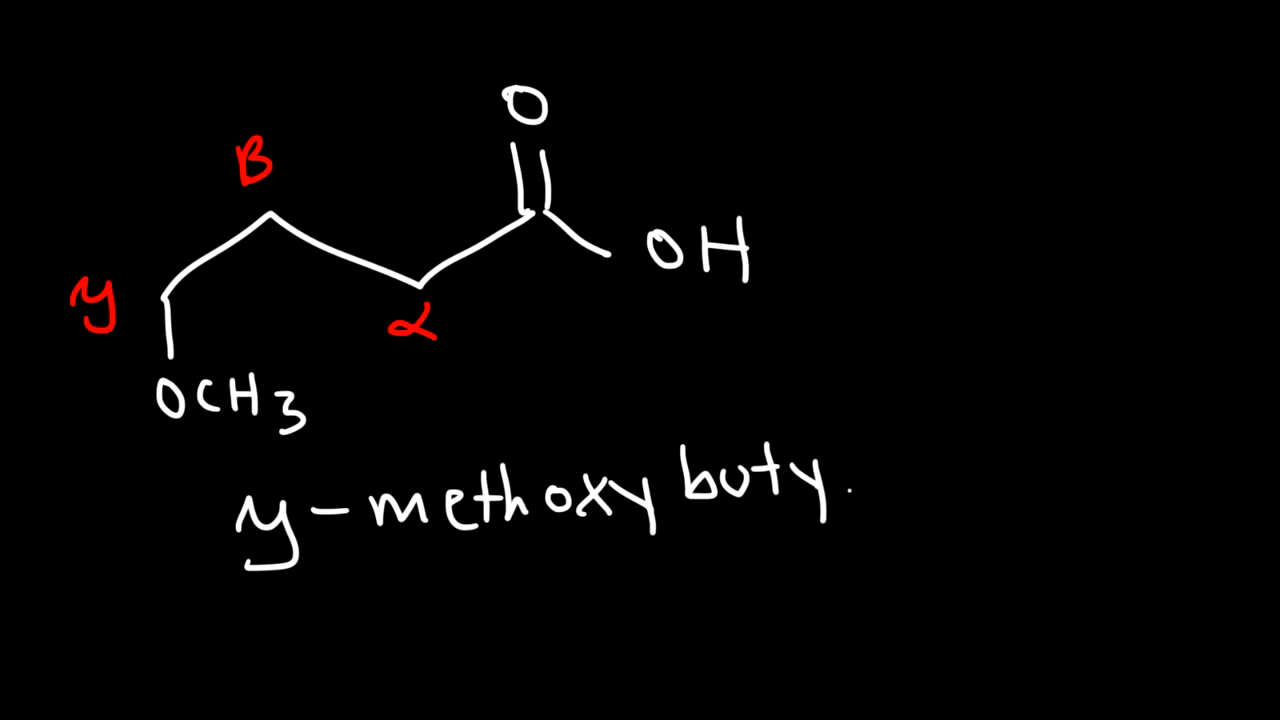 O
B
OH
γ
α
OCH3
γ-methoxybuty